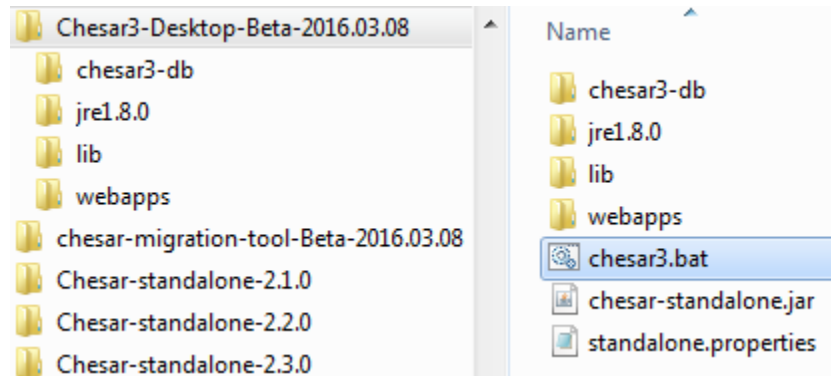 Chesar3-Desktop-Beta-2016.03.08
chesar3-db
jre1.8.0
lib
webapps
chesar-migration-tool-Beta-2016.03.08
Chesar-standalone-2.1.0
Chesar-standalone-2.2.0
Chesar-standalone-2.3.0
Name
chesar3-db
jre1.8.0
lib
webapps
chesar3.bat
chesar-standalone.jar
standalone.properties